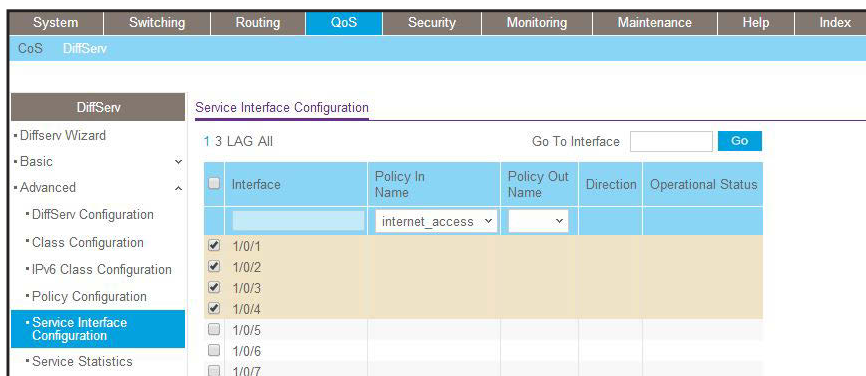 System Switching Routing QoS Security Monitoring Maintenance Help Index
CoS DiffServ
DiffServ
Diffserv Wizard
Basic
Advanced
DiffServ Configuration
Class Configuration
IPv6 Class Configuration
Policy Configuration
Service Interface
Configuration
Service Statistics
Service Interface Configuration
1 3 LAG All Go To Interface Go
Interface Policy In Name Policy Out Name Direction Operational Status
internet_access
1/0/1
1/0/2
1/0/3
1/0/4
1/0/5
1/0/6
1/0/7